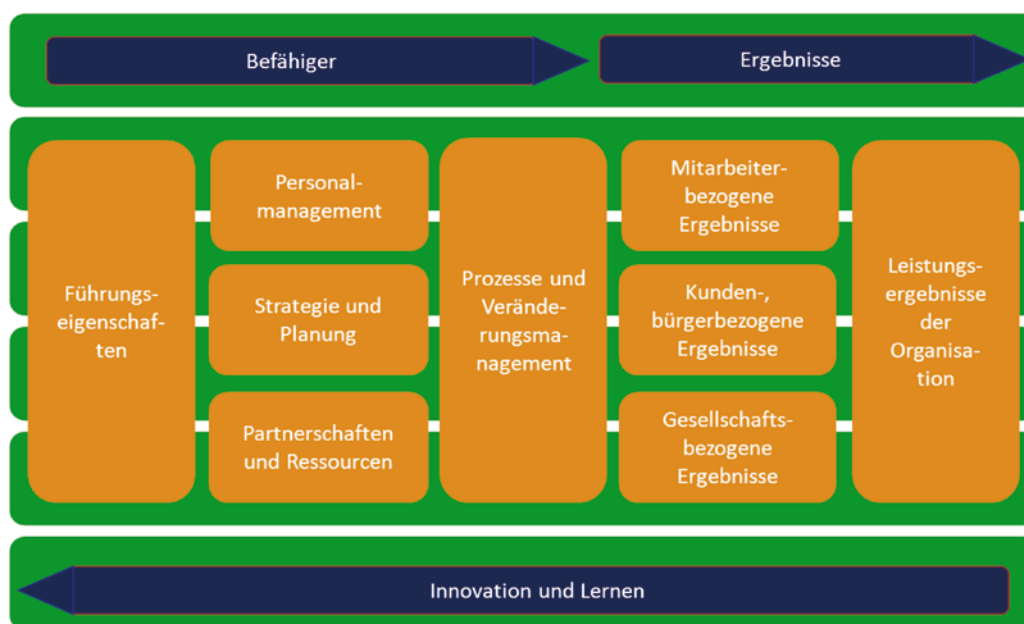 Befähiger
Ergebnisse
Führungs-
eigenschaf-
ten
Personal-
management
Strategie und
Planung
Partnerschaften
und Ressourcen
Prozesse und
Verände-
rungsma-
nagement
Mitarbeiter-
bezogene
Ergebnisse
Kunden-,
bürgerbezogene
Ergebnisse
Gesellschafts-
bezogene
Ergebnisse
Leistungs-
ergebnisse
der
Organisa-
tion
Innovation und Lernen